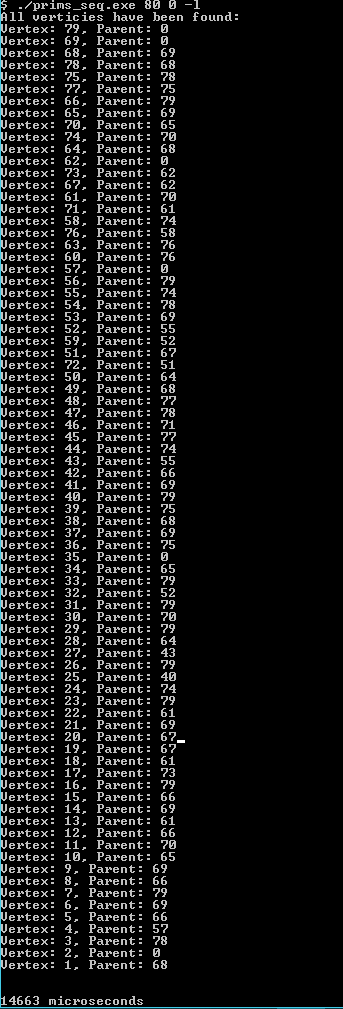 $ ./prims_seq.exe 80 0 -l
All verticies have been found:
Vertex: 79, Parent: 0
Vertex: 69, Parent: 0
Vertex: 68, Parent: 69
Vertex: 78, Parent: 68
Vertex: 75, Parent: 78
Vertex: 77, Parent: 75
Vertex: 66, Parent: 79
Vertex: 65, Parent: 69
Vertex: 70, Parent: 65
Vertex: 74, Parent: 70
Vertex: 64, Parent: 68
Vertex: 62, Parent: 0
Vertex: 73, Parent: 62
Vertex: 67, Parent: 62
Vertex: 61, Parent: 70
Vertex: 71, Parent: 61
Vertex: 58, Parent: 74
Vertex: 76, Parent: 58
Vertex: 63, Parent: 76
Vertex: 60, Parent: 76
Vertex: 57, Parent: 0
Vertex: 56, Parent: 79
Vertex: 55, Parent: 74
Vertex: 54, Parent: 78
Vertex: 53, Parent: 69
Vertex: 52, Parent: 55
Vertex: 59, Parent: 52
Vertex: 51, Parent: 67
Vertex: 72, Parent: 51
Vertex: 50, Parent: 64
Vertex: 49, Parent: 68
Vertex: 48, Parent: 77
Vertex: 47, Parent: 78
Vertex: 46, Parent: 71
Vertex: 45, Parent: 77
Vertex: 44, Parent: 74
Vertex: 43, Parent: 55
Vertex: 42, Parent: 66
Vertex: 41, Parent: 69
Vertex: 40, Parent: 79
Vertex: 39, Parent: 75
Vertex: 38, Parent: 68
Vertex: 37, Parent: 69
Vertex: 36, Parent: 75
Vertex: 35, Parent: 0
Vertex: 34, Parent: 65
Vertex: 33, Parent: 79
Vertex: 32, Parent: 52
Vertex: 31, Parent: 79
Vertex: 30, Parent: 70
Vertex: 29, Parent: 79
Vertex: 28, Parent: 64
Vertex: 27, Parent: 43
Vertex: 26, Parent: 79
Vertex: 25, Parent: 40
Vertex: 24, Parent: 74
Vertex: 23, Parent: 79
Vertex: 22, Parent: 61
Vertex: 21, Parent: 69
Vertex: 20, Parent: 67
Vertex: 19, Parent: 67
Vertex: 18, Parent: 61
Vertex: 17, Parent: 73
Vertex: 16, Parent: 79
Vertex: 15, Parent: 66
Vertex: 14, Parent: 69
Vertex: 13, Parent: 61
Vertex: 12, Parent: 66
Vertex: 11, Parent: 70
Vertex: 10, Parent: 65
Vertex: 9, Parent: 69
Vertex: 8, Parent: 66
Vertex: 7, Parent: 79
Vertex: 6, Parent: 69
Vertex: 5, Parent: 66
Vertex: 4, Parent: 57
Vertex: 3, Parent: 78
Vertex: 2, Parent: 0
Vertex: 1, Parent: 68
14663 microseconds